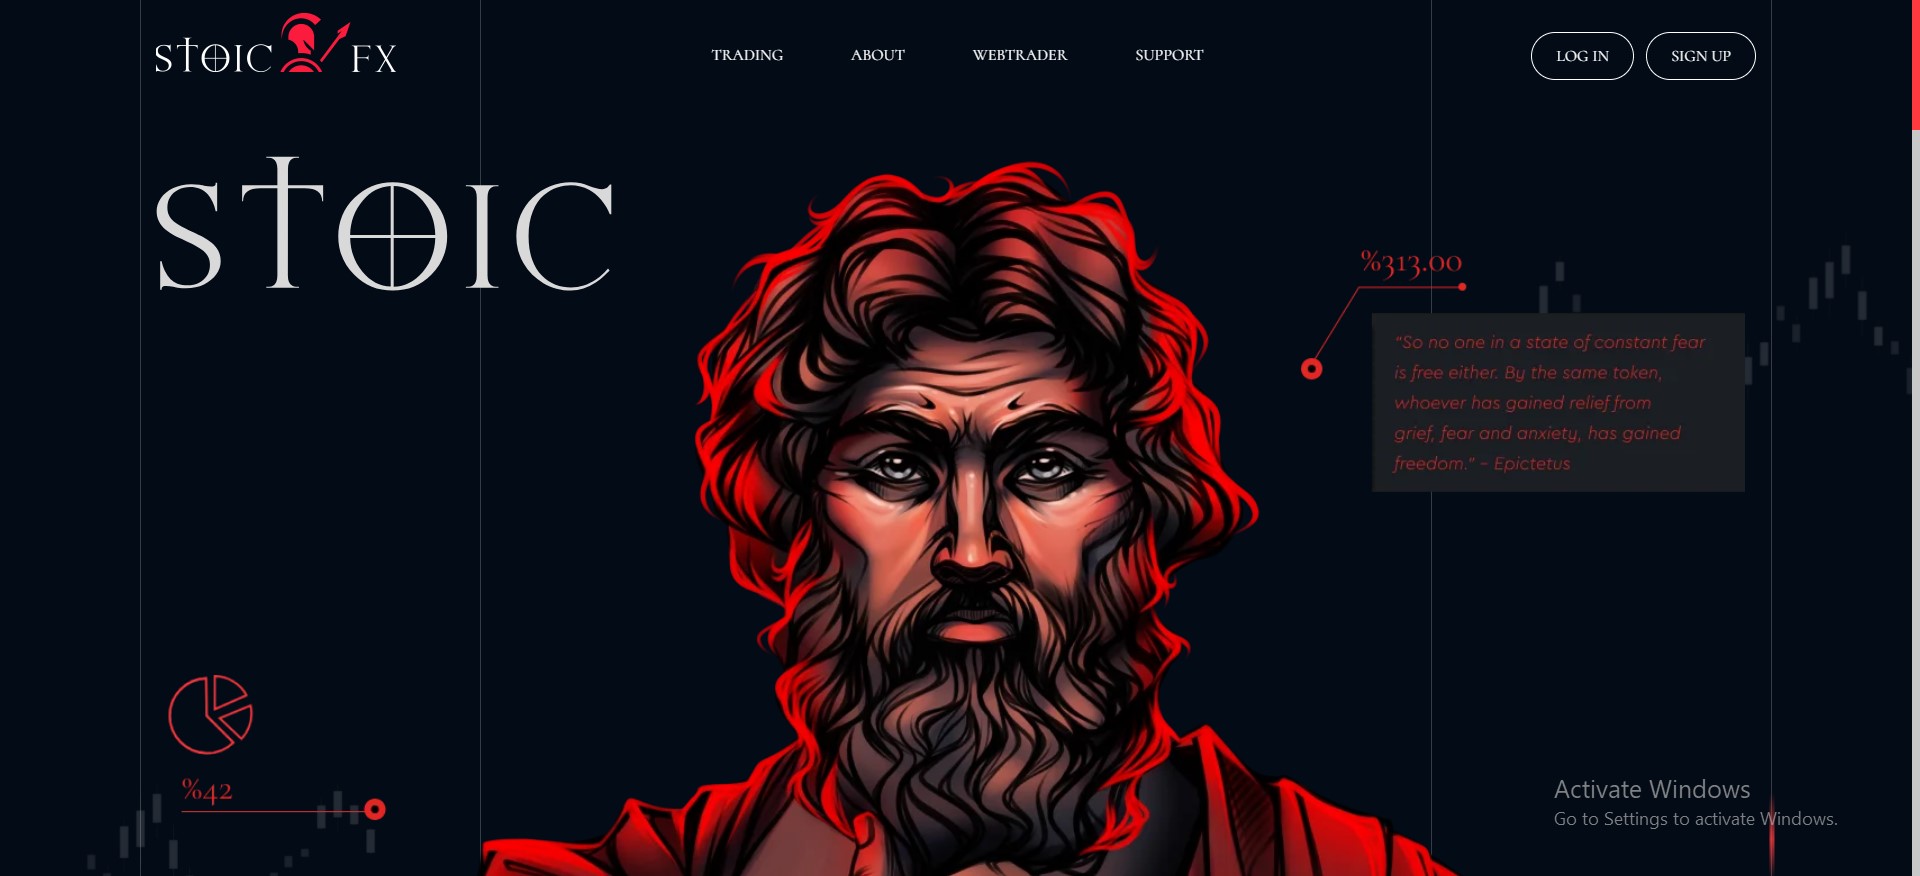 STOIC FX
TRADING
ABOUT
WEBTRADER
SUPPORT
LOG IN
SIGN UP
STOIC
%313.00
"So no one in a state of constant fear
is free either. By the same token,
whoever has gained relief from
grief, fear and anxiety, has gained
freedom." - Epictetus
%42
Activate Windows
Go to Settings to activate Windows.